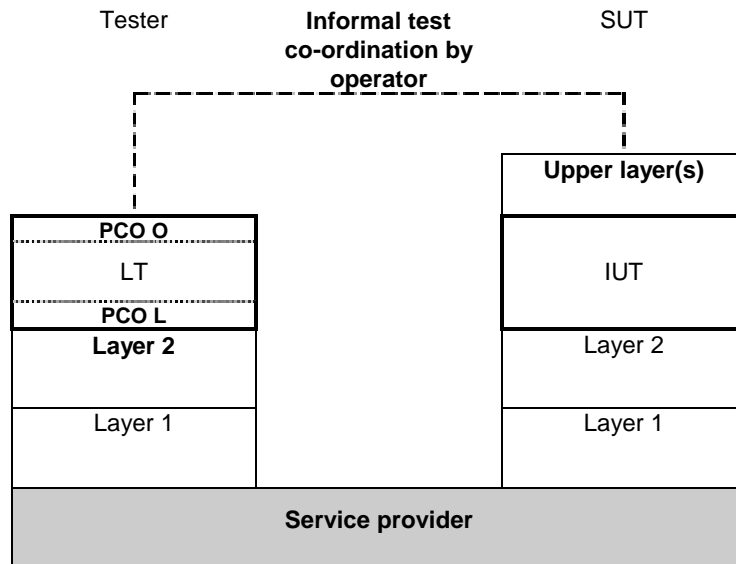 Tester
Informal test
co-ordination by
operator
SUT
Upper layer(s)
PCO O
LT
IUT
PCO L
Layer 2
Layer 2
Layer 1
Layer 1
Service provider